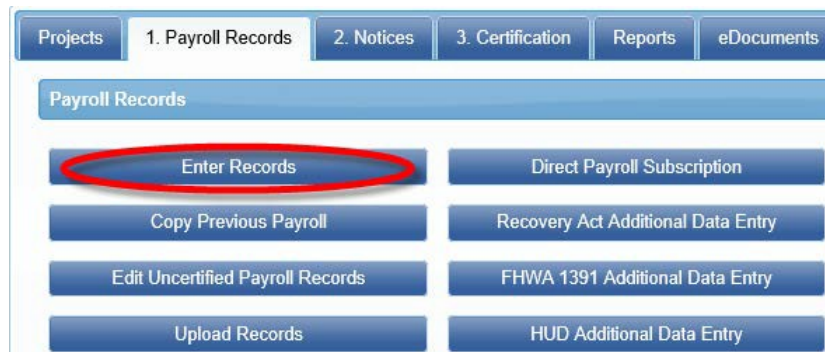 Projects 1. Payroll Records 2. Notices 3. Certification Reports eDocuments
Payroll Records
Enter Records Direct Payroll Subscription
Copy Previous Payroll Recovery Act Additional Data Entry
Edit Uncertified Payroll Records FHWA 1391 Additional Data Entry
Upload Records HUD Additional Data Entry